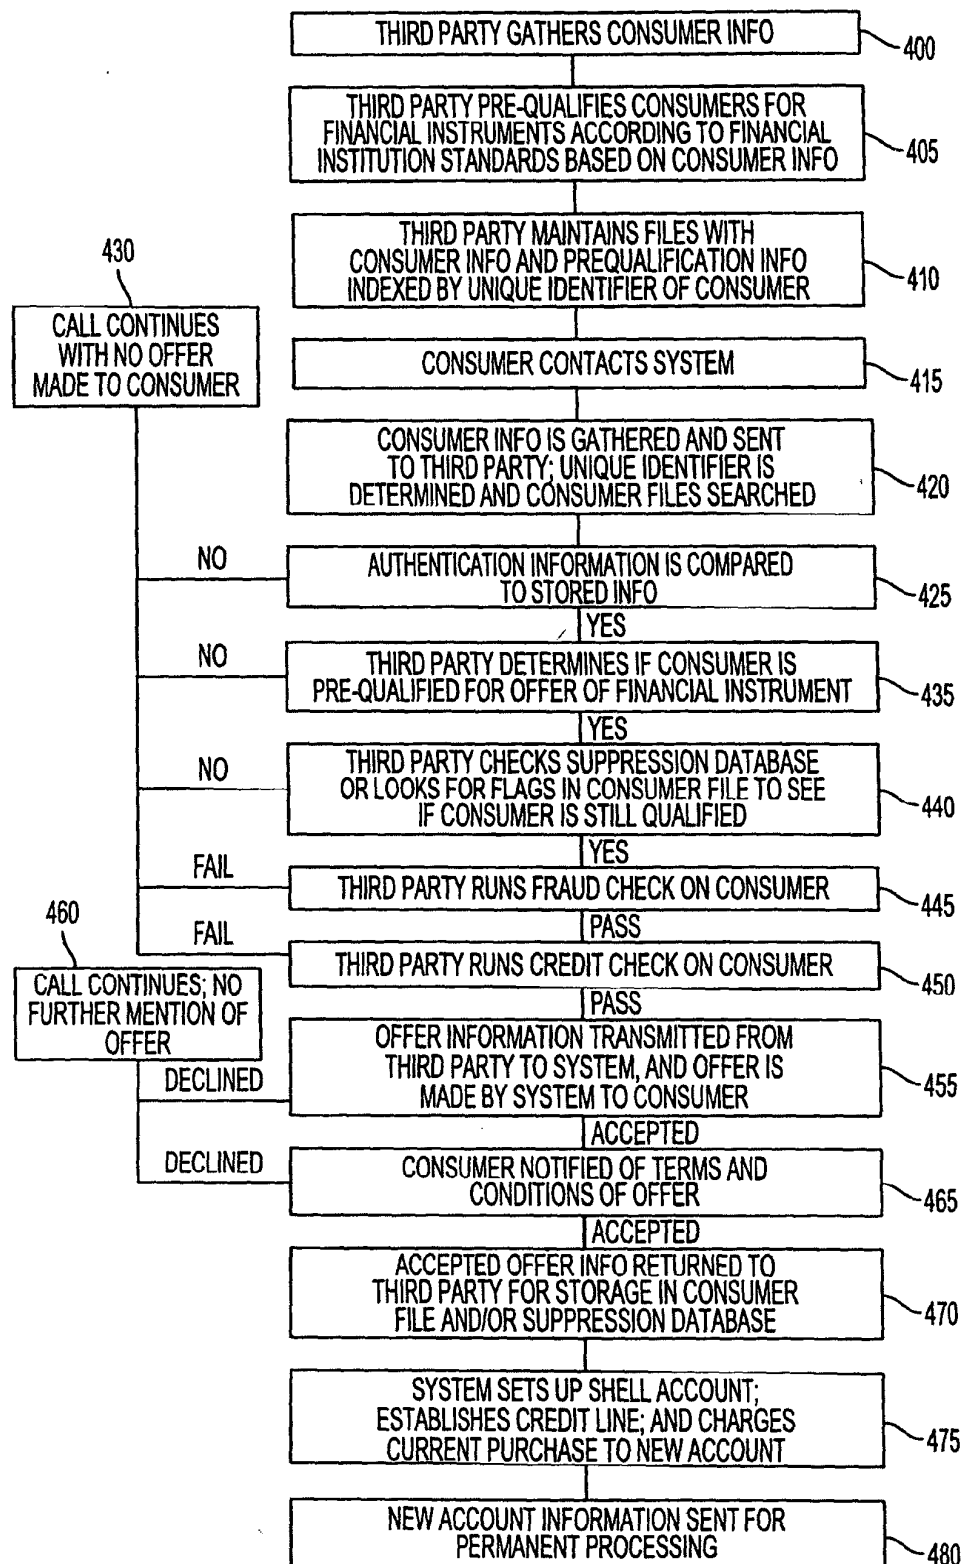 THIRD PARTY GATHERS CONSUMER INFO
400
THIRD PARTY PRE-QUALIFIES CONSUMERS FOR
FINANCIAL INSTRUMENTS ACCORDING TO FINANCIAL
INSTITUTION STANDARDS BASED ON CONSUMER INFO
405
THIRD PARTY MAINTAINS FILES WITH
CONSUMER INFO AND PREQUALIFICATION INFO
INDEXED BY UNIQUE IDENTIFIER OF CONSUMER
410
430
CALL CONTINUES
WITH NO OFFER
MADE TO CONSUMER
CONSUMER CONTACTS SYSTEM
415
CONSUMER INFO IS GATHERED AND SENT
TO THIRD PARTY; UNIQUE IDENTIFIER IS
DETERMINED AND CONSUMER FILES SEARCHED
420
NO
AUTHENTICATION INFORMATION IS COMPARED
TO STORED INFO
425
YES
NO
THIRD PARTY DETERMINES IF CONSUMER IS
PRE-QUALIFIED FOR OFFER OF FINANCIAL INSTRUMENT
435
YES
NO
THIRD PARTY CHECKS SUPPRESSION DATABASE
OR LOOKS FOR FLAGS IN CONSUMER FILE TO SEE
IF CONSUMER IS STILL QUALIFIED
440
YES
FAIL
THIRD PARTY RUNS FRAUD CHECK ON CONSUMER
445
PASS
FAIL
THIRD PARTY RUNS CREDIT CHECK ON CONSUMER
450
PASS
460
CALL CONTINUES; NO
FURTHER MENTION OF
OFFER
DECLINED
OFFER INFORMATION TRANSMITTED FROM
THIRD PARTY TO SYSTEM, AND OFFER IS
MADE BY SYSTEM TO CONSUMER
455
ACCEPTED
DECLINED
CONSUMER NOTIFIED OF TERMS AND
CONDITIONS OF OFFER
465
ACCEPTED
ACCEPTED OFFER INFO RETURNED TO
THIRD PARTY FOR STORAGE IN CONSUMER
FILE AND/OR SUPPRESSION DATABASE
470
SYSTEM SETS UP SHELL ACCOUNT;
ESTABLISHES CREDIT LINE; AND CHARGES
CURRENT PURCHASE TO NEW ACCOUNT
475
NEW ACCOUNT INFORMATION SENT FOR
PERMANENT PROCESSING
480